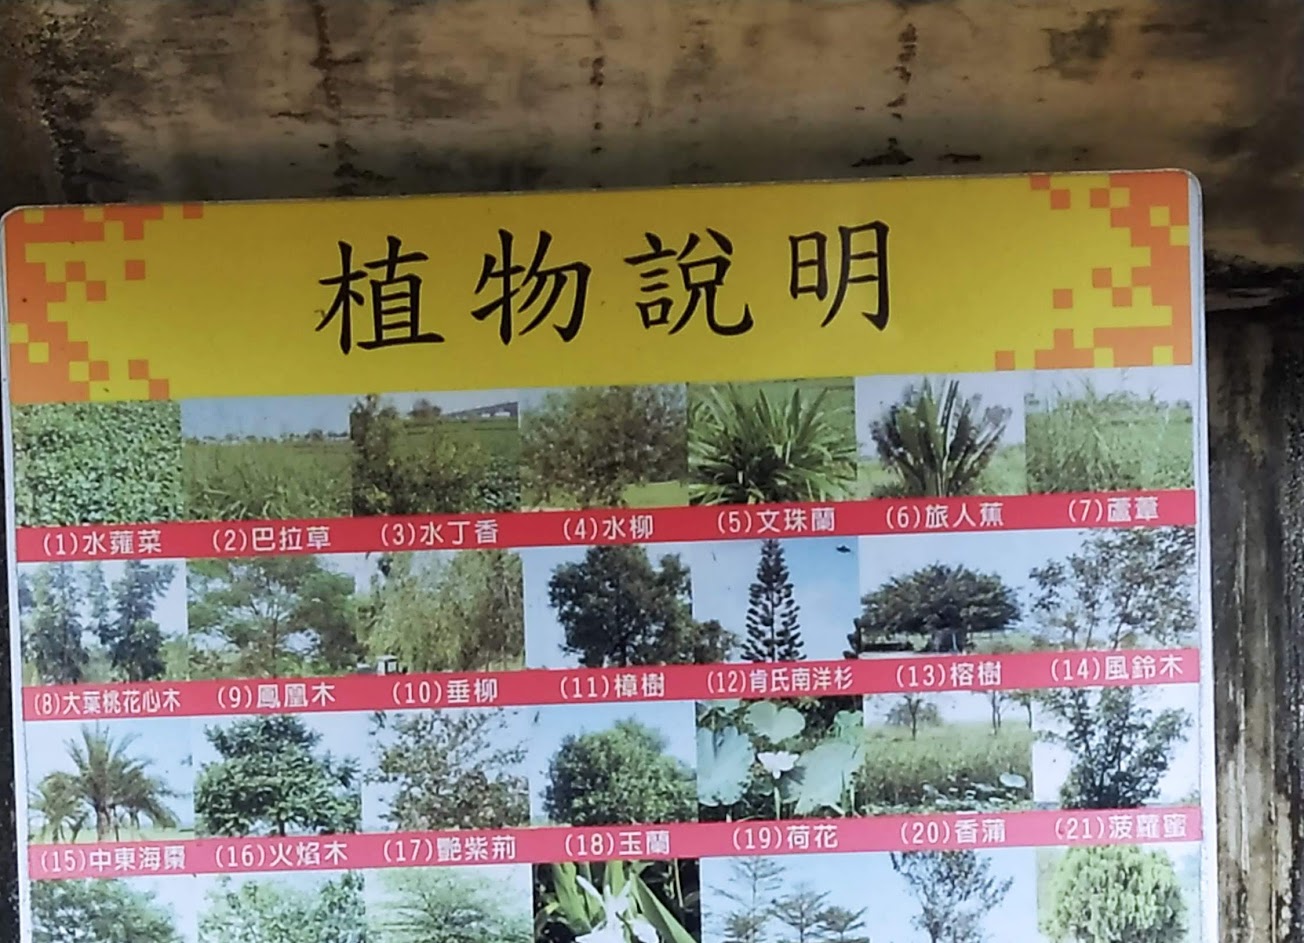 植物說明
(1)水蕹菜 (2)巴拉草 (3)水丁香 (4)水柳 (5)文珠蘭 (6)旅人蕉 (7)蘆葦
(8)大葉桃花心木 (9)鳳凰木 (10)垂柳 (11)樟樹 (12)肯氏南洋杉 (13)榕樹 (14)風鈴木
(15)中東海棗 (16)火焰木 (17)艷紫荊 (18)玉蘭 (19)荷花 (20)香蒲 (21)菠蘿蜜